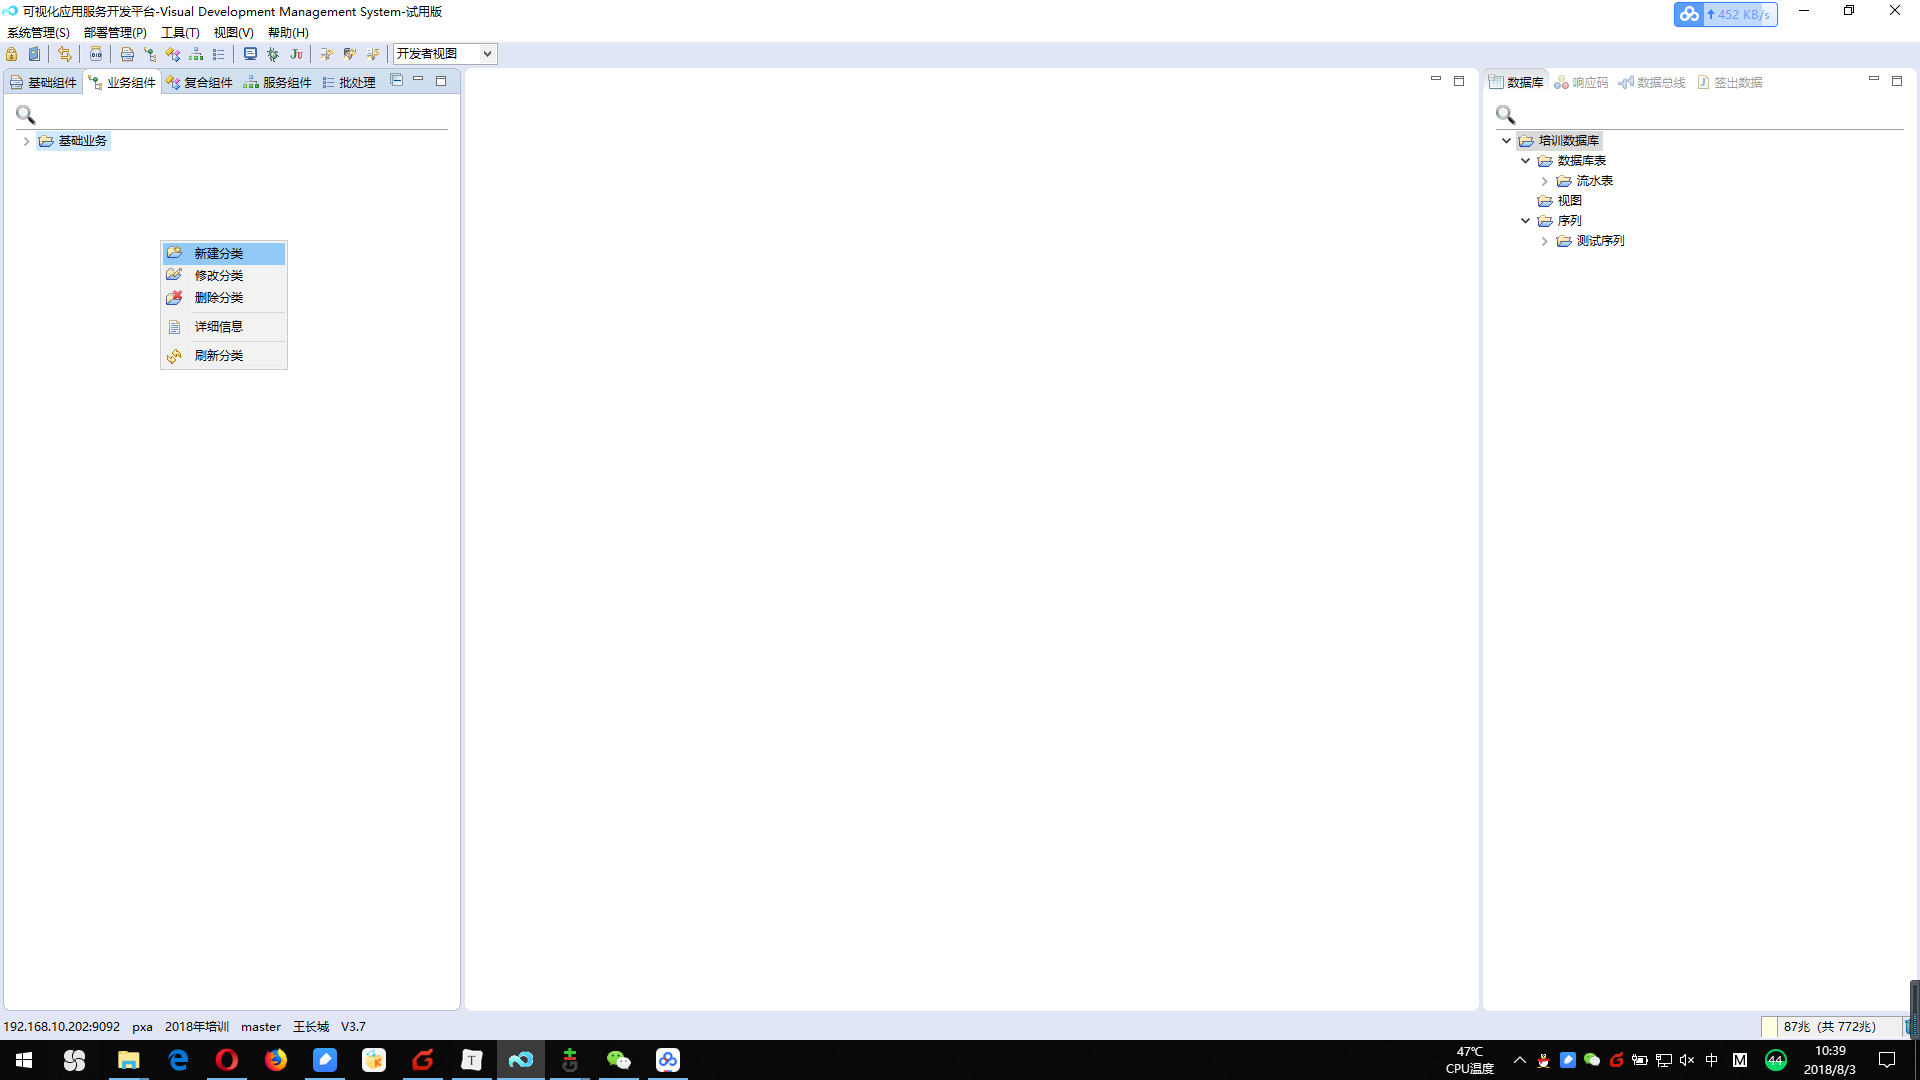 可视化应用服务开发平台-Visual Development Management System-试用版
452 KB/s
系统管理(S) 部署管理(P) 工具(T) 视图(V) 帮助(H)
010 Ju 开发者视图
基础组件 业务组件 复合组件 服务组件 批处理
数据库 响应码 数据总线 签出数据
基础业务
新建分类
修改分类
删除分类
详细信息
刷新分类
培训数据库
数据库表
流水表
视图
序列
测试序列
192.168.10.202:9092 pxa 2018年培训 master 王长城 V3.7
87兆 (共 772兆)
T
47℃
CPU温度
中
M
44
10:39
2018/8/3